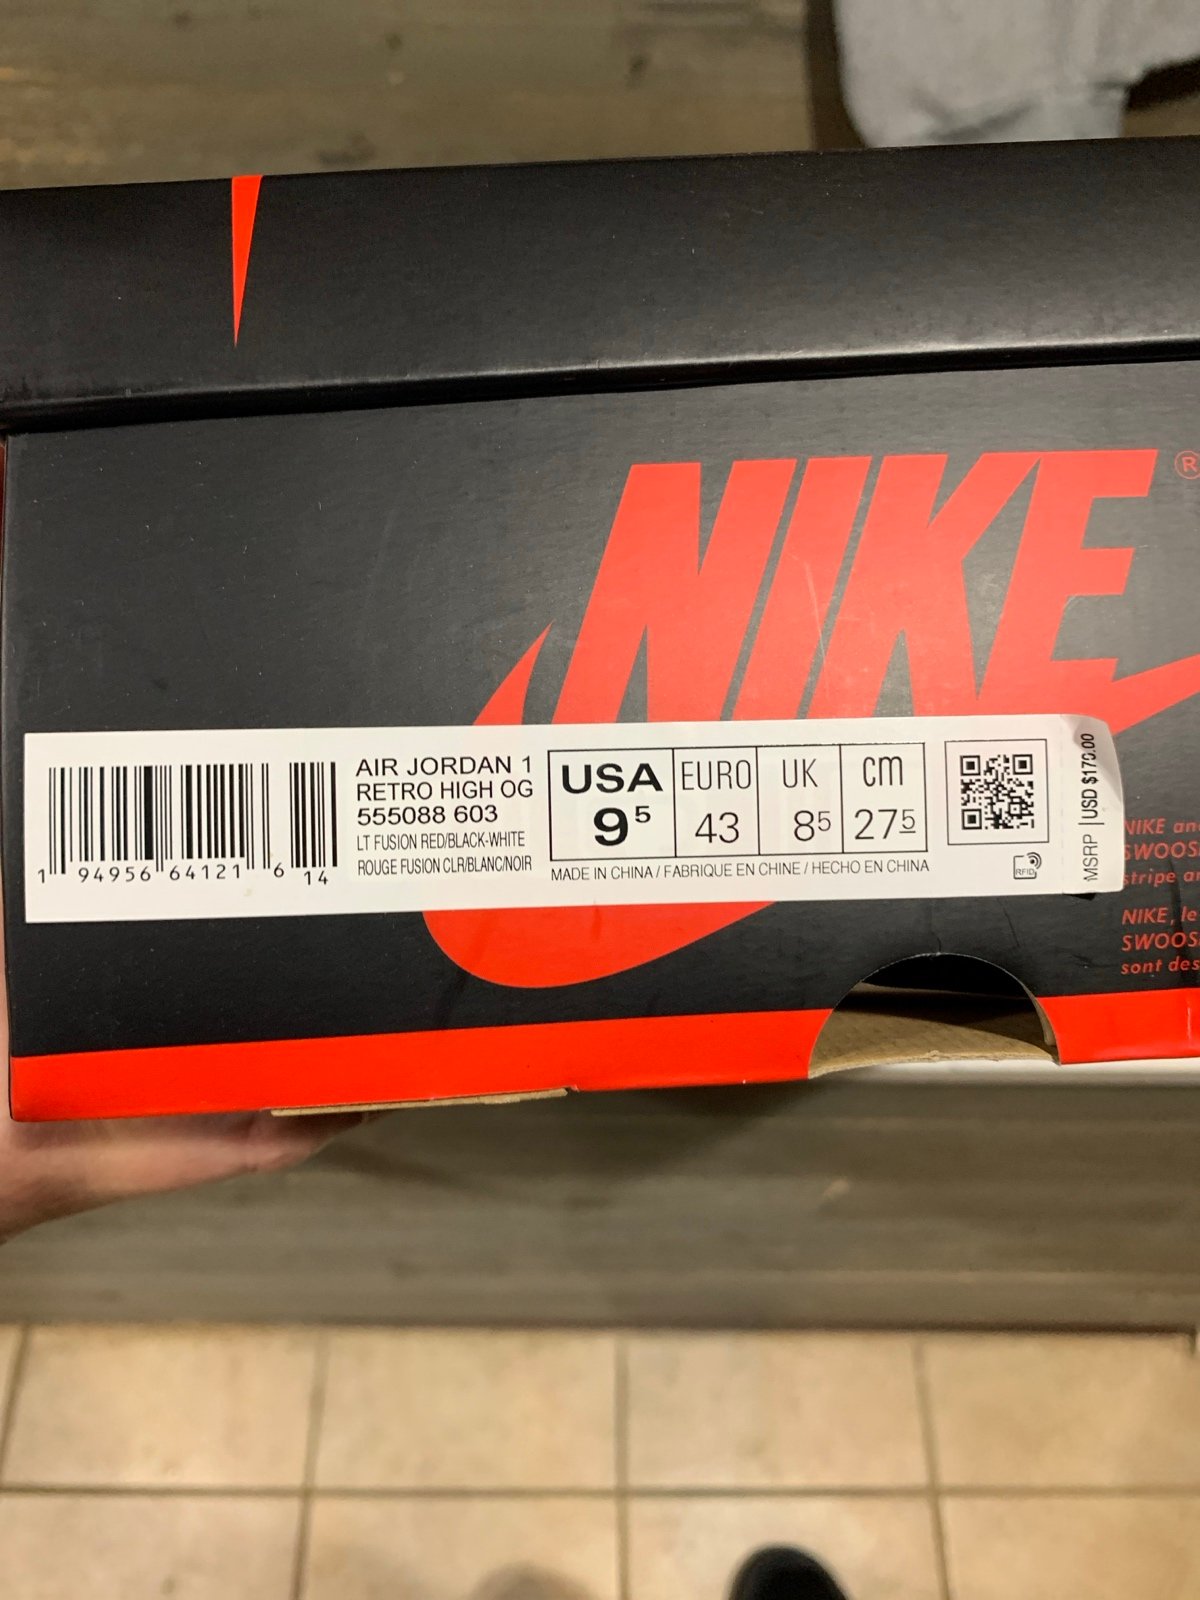 NIKE®
AIR JORDAN 1
RETRO HIGH OG
555088 603
LT FUSION RED/BLACK-WHITE
ROUGE FUSION CLR/BLANC/NOIR
1 94956 64121 6 14
USA 9⁵
EURO 43
UK 8⁵
cm 27⁵
MADE IN CHINA / FABRIQUE EN CHINE / HECHO EN CHINA
RFID
MSRP | USD $170.00
NIKE
SWOOS
stripe
NIKE, le
SWOOS
sont des